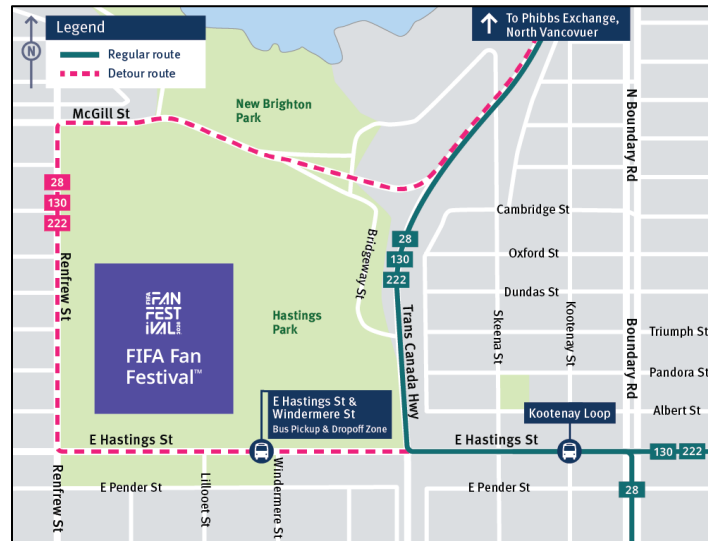 Legend
N
Regular route
Detour route
To Phibbs Exchange,
North Vancovuer
McGill St
New Brighton
Park
N Boundary Rd
28
130
222
Renfrew St
Cambridge St
Bridgeway St
28
130
222
Oxford St
Dundas St
FIFA
FAN
FEST
iVAL
2026
FIFA Fan
Festival™
Hastings
Park
Trans Canada Hwy
Skeena St
Kootenay St
Boundary Rd
Triumph St
Pandora St
Albert St
E Hastings St &
Windermere St
Bus Pickup & Dropoff Zone
Kootenay Loop
E Hastings St
E Hastings St
130 222
Renfrew St
E Pender St
Lillooet St
Windermere St
E Pender St
28